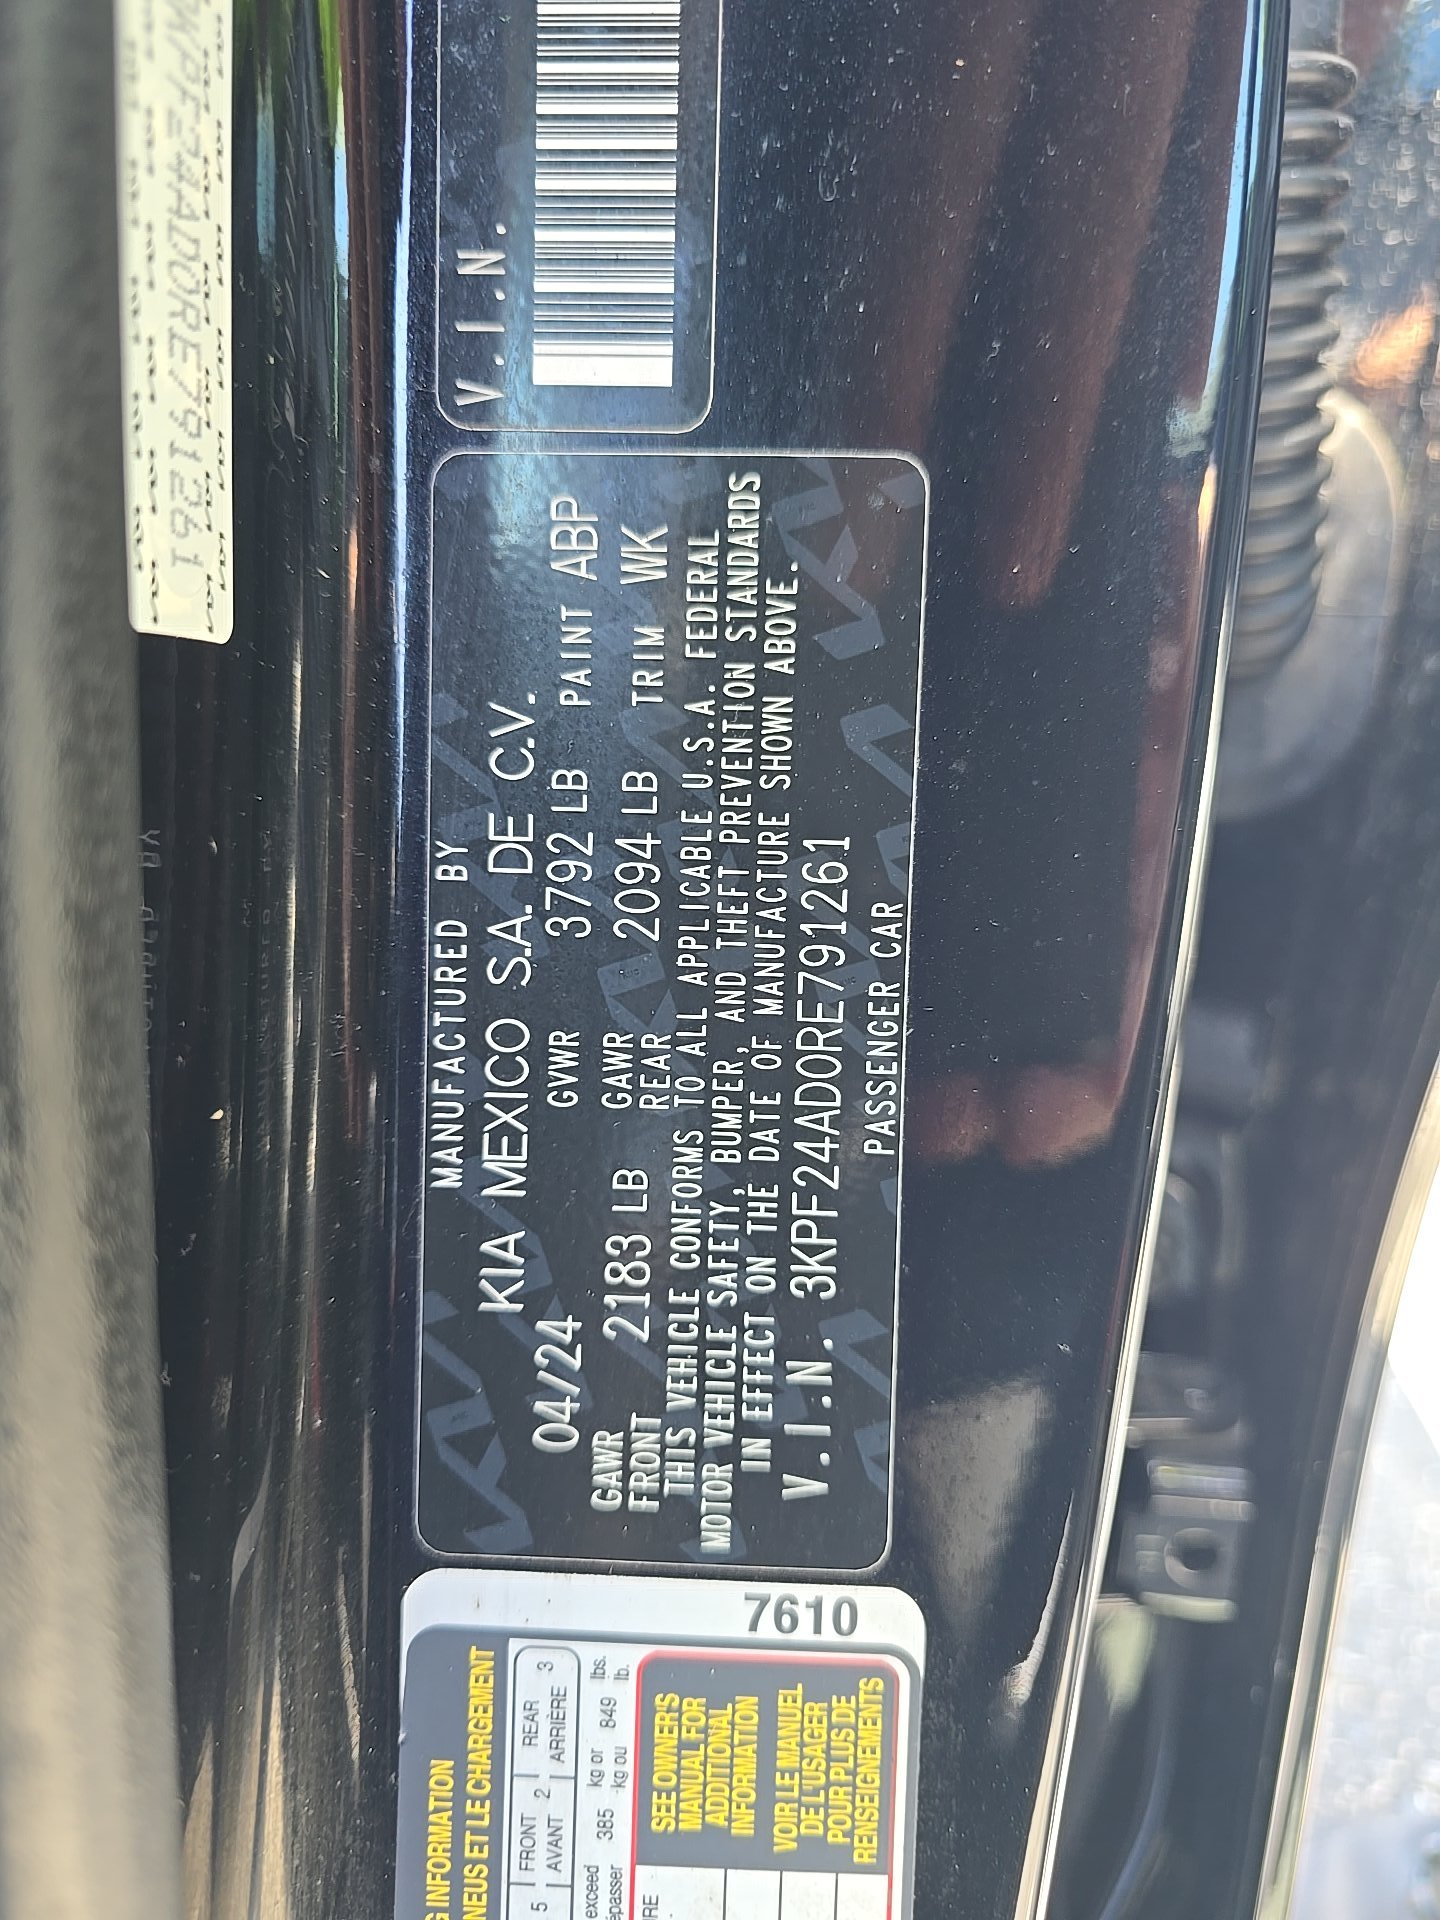 MANUFACTURED BY
KIA MEXICO S.A. DE C.V.
04/24 GVWR 3792 LB PAINT ABP
GAWR FRONT 2183 LB GAWR REAR 2094 LB TRIM WK
THIS VEHICLE CONFORMS TO ALL APPLICABLE U.S.A. FEDERAL
MOTOR VEHICLE SAFETY, BUMPER, AND THEFT PREVENTION STANDARDS
IN EFFECT ON THE DATE OF MANUFACTURE SHOWN ABOVE.
V.I.N. 3KPF24AD0RE791261
PASSENGER CAR
V.I.N.
KPF24AD0RE791261
7610
INFORMATION
NEUS ET LE CHARGEMENT
5 FRONT 2 REAR 3
AVANT ARRIÈRE
exceed 385 kg or 849 lbs.
kg ou lb.
SEE OWNER'S
MANUAL FOR
ADDITIONAL
INFORMATION
VOIR LE MANUEL
DE L'USAGER
POUR PLUS DE
RENSEIGNEMENTS